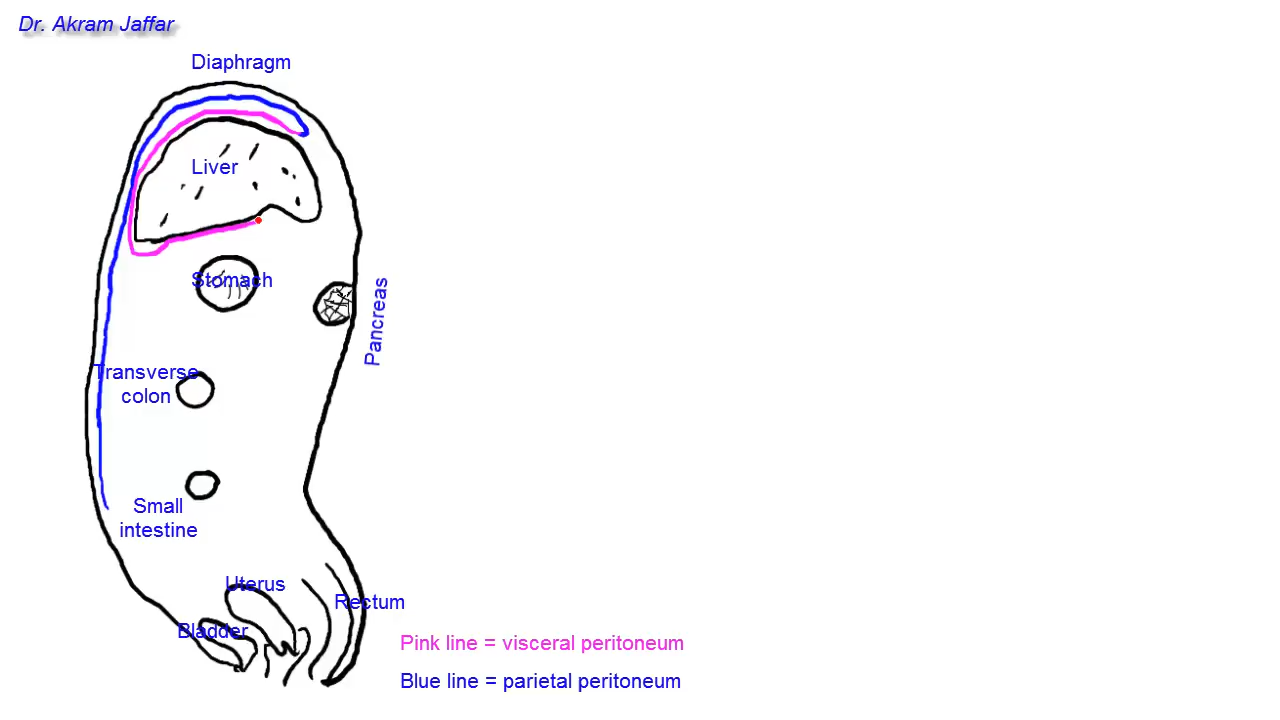 Dr. Akram Jaffar
Diaphragm
Liver
Stomach
Pancreas
Transverse
colon
Small
intestine
Uterus
Rectum
Bladder
Pink line = visceral peritoneum
Blue line = parietal peritoneum